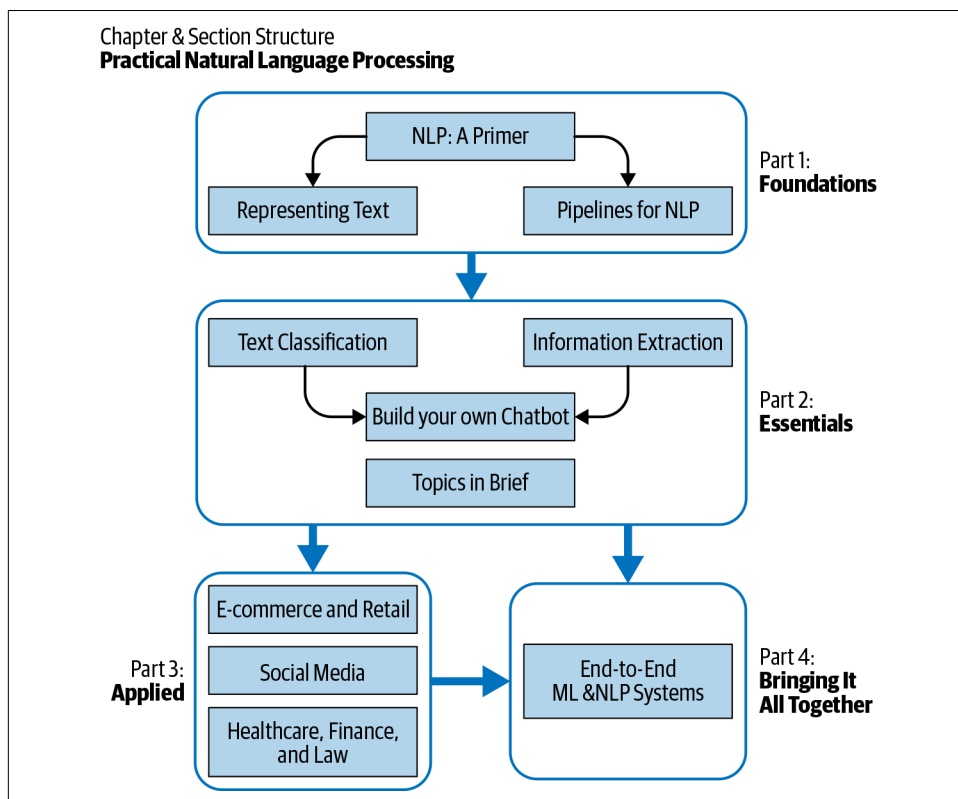 Chapter & Section Structure
Practical Natural Language Processing
NLP: A Primer
Representing Text
Pipelines for NLP
Part 1:
Foundations
Text Classification
Information Extraction
Build your own Chatbot
Topics in Brief
Part 2:
Essentials
Part 3:
Applied
E-commerce and Retail
Social Media
Healthcare, Finance,
and Law
End-to-End
ML &NLP Systems
Part 4:
Bringing It
All Together